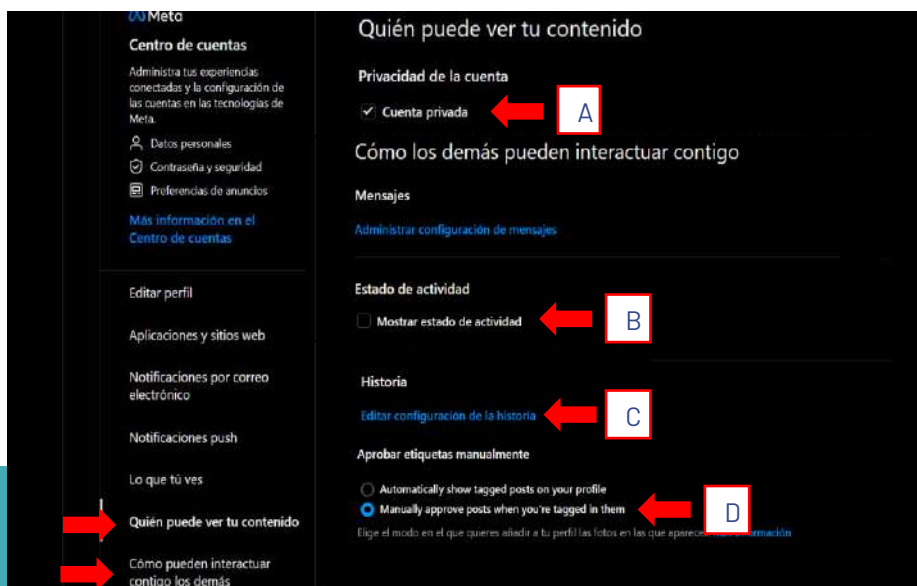 Meta
Centro de cuentas
Administra tus experiencias
conectadas y la configuración de
las cuentas en las tecnologías de
Meta.
Datos personales
Contraseña y seguridad
Preferencias de anuncios
Más información en el
Centro de cuentas
Editar perfil
Aplicaciones y sitios web
Notificaciones por correo
electrónico
Notificaciones push
Lo que tú ves
Quién puede ver tu contenido
Cómo pueden interactuar
contigo los demás
Quién puede ver tu contenido
Privacidad de la cuenta
Cuenta privada
A
Cómo los demás pueden interactuar contigo
Mensajes
Administrar configuración de mensajes
Estado de actividad
Mostrar estado de actividad
B
Historia
Editar configuración de la historia
C
Aprobar etiquetas manualmente
Automatically show tagged posts on your profile
Manually approve posts when you're tagged in them
D
Elige el modo en el que quieres añadir a tu perfil las fotos en las que